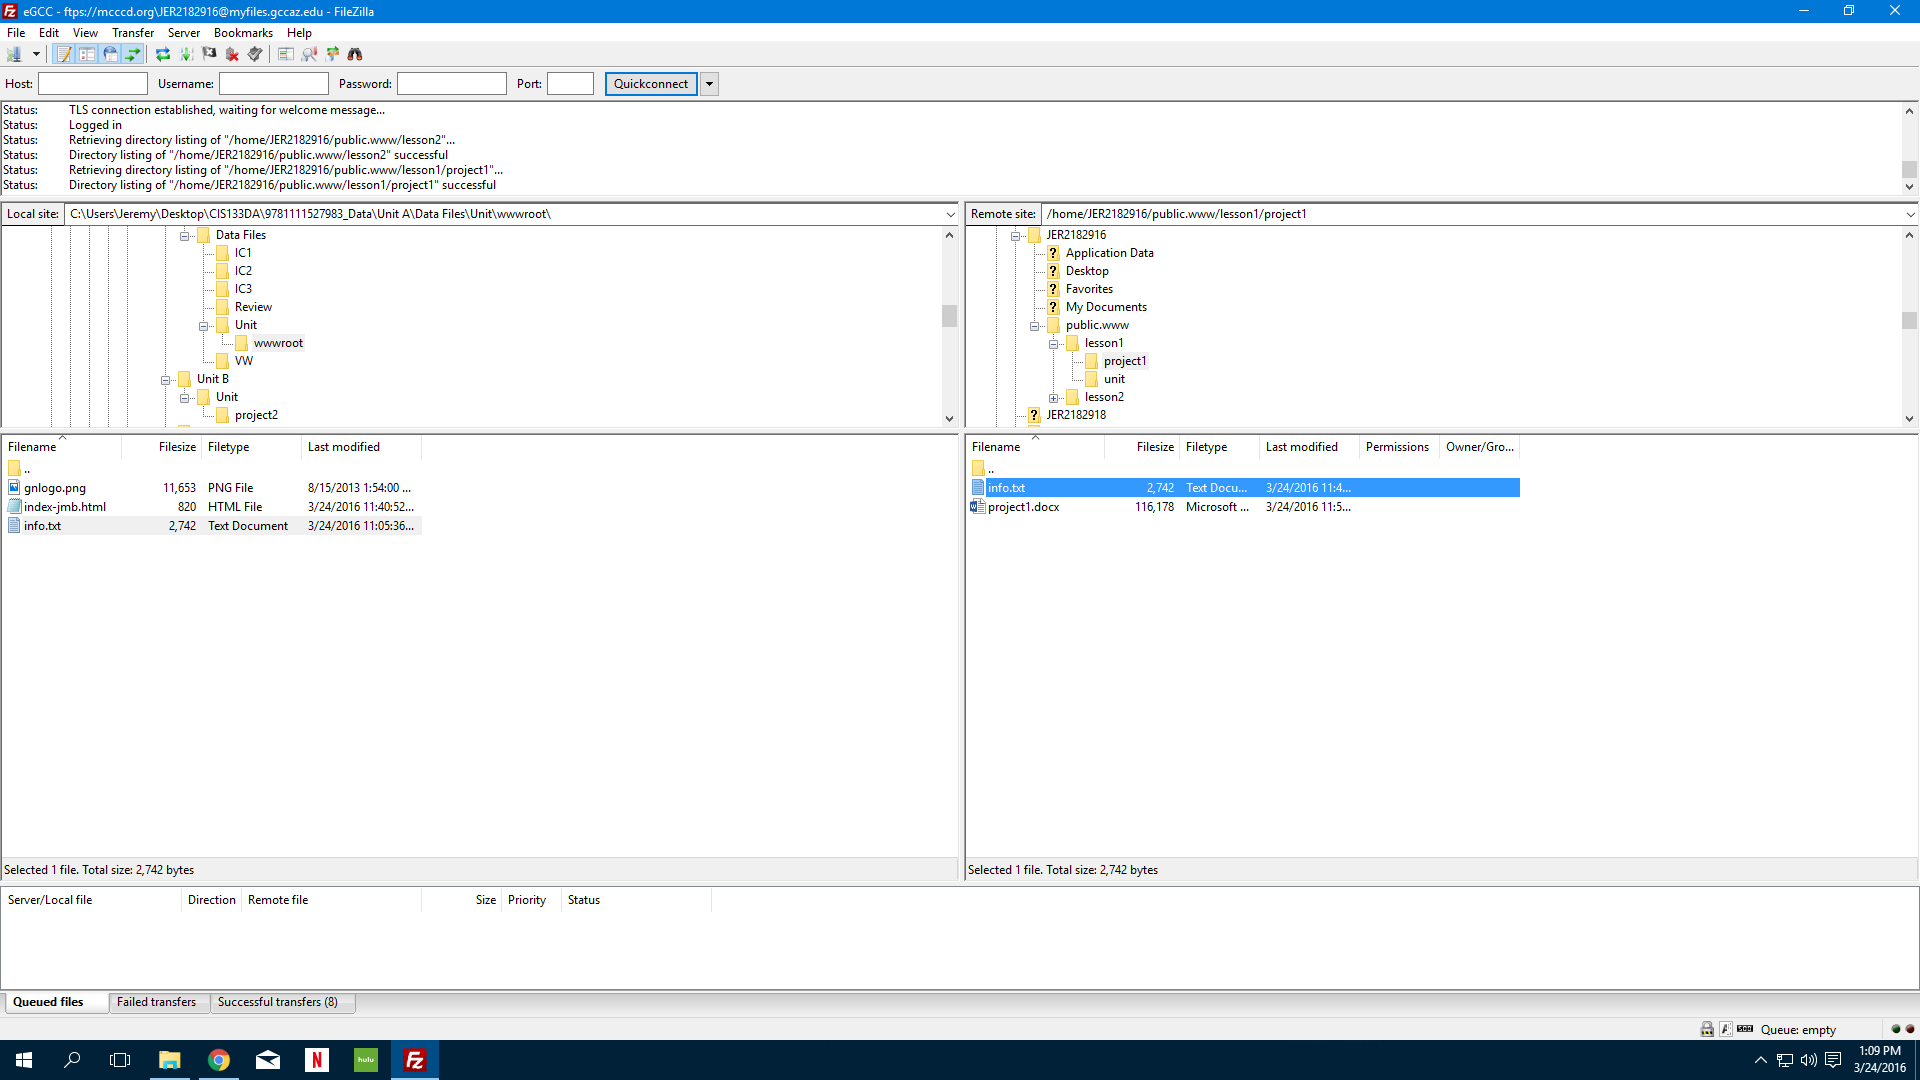 eGCC - ftps://mcccd.org\JER2182916@myfiles.gccaz.edu - FileZilla
File Edit View Transfer Server Bookmarks Help
Host: Username: Password: Port: Quickconnect
Status: TLS connection established, waiting for welcome message...
Status: Logged in
Status: Retrieving directory listing of "/home/JER2182916/public.www/lesson2"...
Status: Directory listing of "/home/JER2182916/public.www/lesson2" successful
Status: Retrieving directory listing of "/home/JER2182916/public.www/lesson1/project1"...
Status: Directory listing of "/home/JER2182916/public.www/lesson1/project1" successful
Local site: C:\Users\Jeremy\Desktop\CIS133DA\9781111527983_Data\Unit A\Data Files\Unit\wwwroot\
Data Files
IC1
IC2
IC3
Review
Unit
wwwroot
VW
Unit B
Unit
project2
Filename Filesize Filetype Last modified
..
gnlogo.png 11,653 PNG File 8/15/2013 1:54:00 ...
index-jmb.html 820 HTML File 3/24/2016 11:40:52...
info.txt 2,742 Text Document 3/24/2016 11:05:36...
Selected 1 file. Total size: 2,742 bytes
Remote site: /home/JER2182916/public.www/lesson1/project1
JER2182916
? Application Data
? Desktop
? Favorites
? My Documents
public.www
lesson1
project1
unit
lesson2
? JER2182918
Filename Filesize Filetype Last modified Permissions Owner/Gro...
..
info.txt 2,742 Text Docu... 3/24/2016 11:4...
project1.docx 116,178 Microsoft ... 3/24/2016 11:5...
Selected 1 file. Total size: 2,742 bytes
Server/Local file Direction Remote file Size Priority Status
Queued files Failed transfers Successful transfers (8)
Queue: empty
N hulu Fz
1:09 PM
3/24/2016